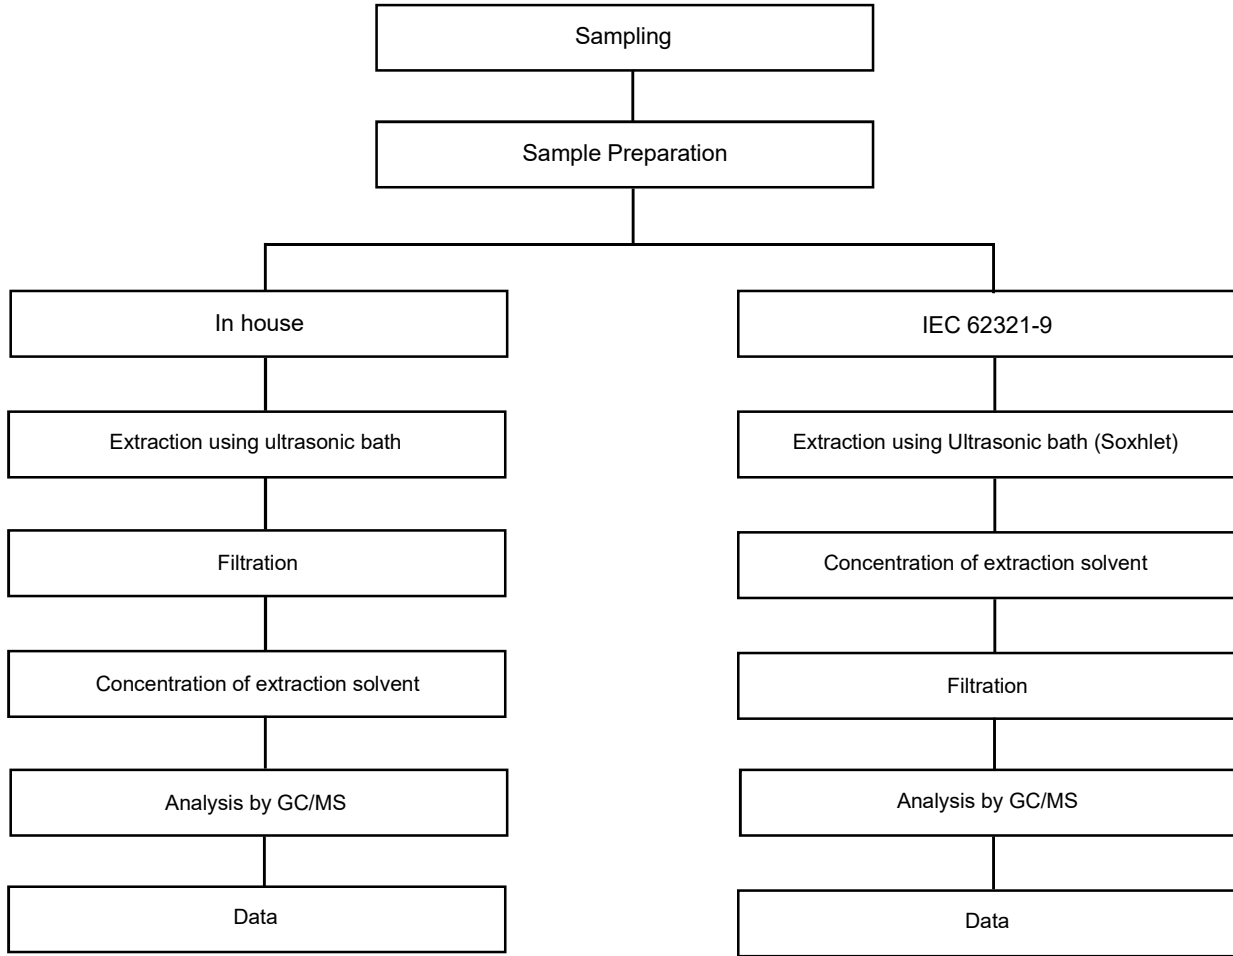 Sampling
Sample Preparation
In house
IEC 62321-9
Extraction using ultrasonic bath
Extraction using Ultrasonic bath (Soxhlet)
Filtration
Concentration of extraction solvent
Concentration of extraction solvent
Filtration
Analysis by GC/MS
Analysis by GC/MS
Data
Data